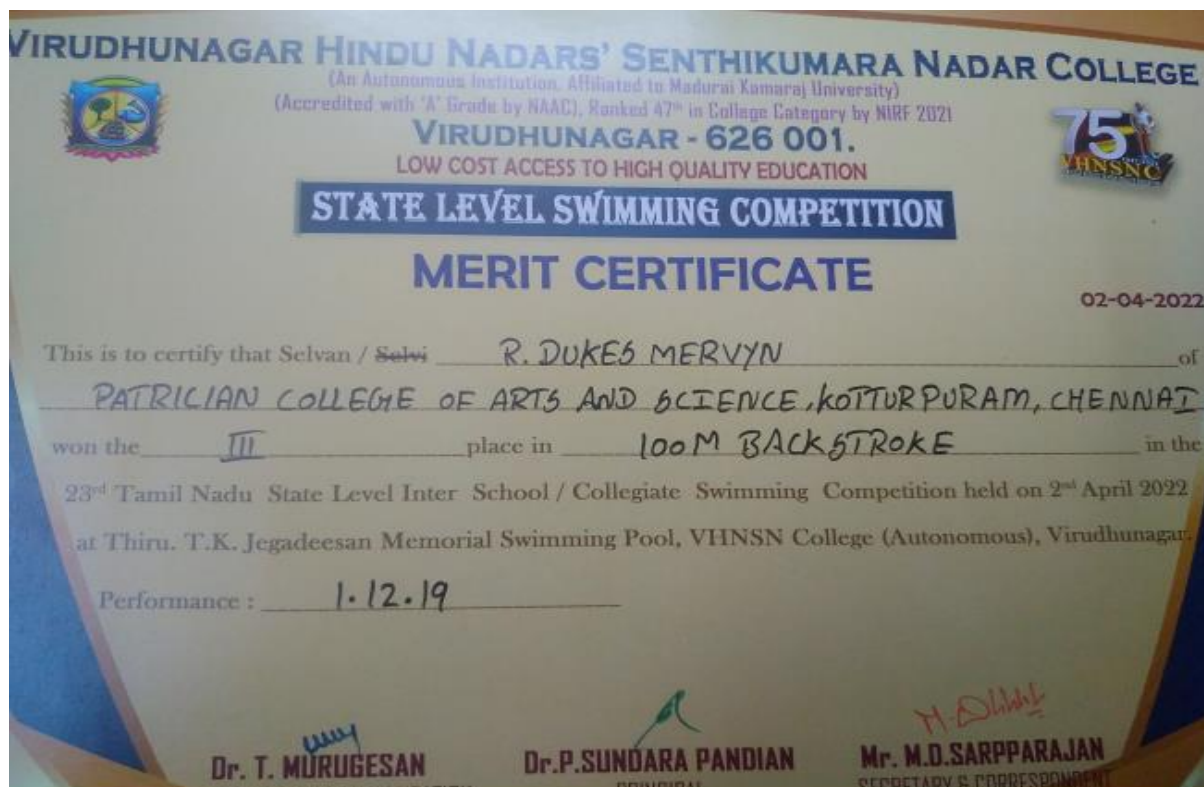 VIRUDHUNAGAR HINDU NADARS' SENTHIKUMARA NADAR COLLEGE
(An Autonomous Institution, Affiliated to Madurai Kamaraj University)
(Accredited with 'A' Grade by NAAC), Ranked 47th in College Category by NIRF 2021
VIRUDHUNAGAR - 626 001.
LOW COST ACCESS TO HIGH QUALITY EDUCATION
75
VHNSNC
STATE LEVEL SWIMMING COMPETITION
MERIT CERTIFICATE
02-04-2022
This is to certify that Selvan / Selvi R. DUKES MERVYN of
PATRICIAN COLLEGE OF ARTS AND SCIENCE, KOTTURPURAM, CHENNAI
won the III place in 100M BACKSTROKE in the
23rd Tamil Nadu State Level Inter School / Collegiate Swimming Competition held on 2nd April 2022
at Thiru. T.K. Jegadeesan Memorial Swimming Pool, VHNSN College (Autonomous), Virudhunagar.
Performance : 1.12.19
Dr. T. MURUGESAN Dr.P.SUNDARA PANDIAN Mr. M.D.SARPPARAJAN
PRINCIPAL SECRETARY & CORRESPONDENT